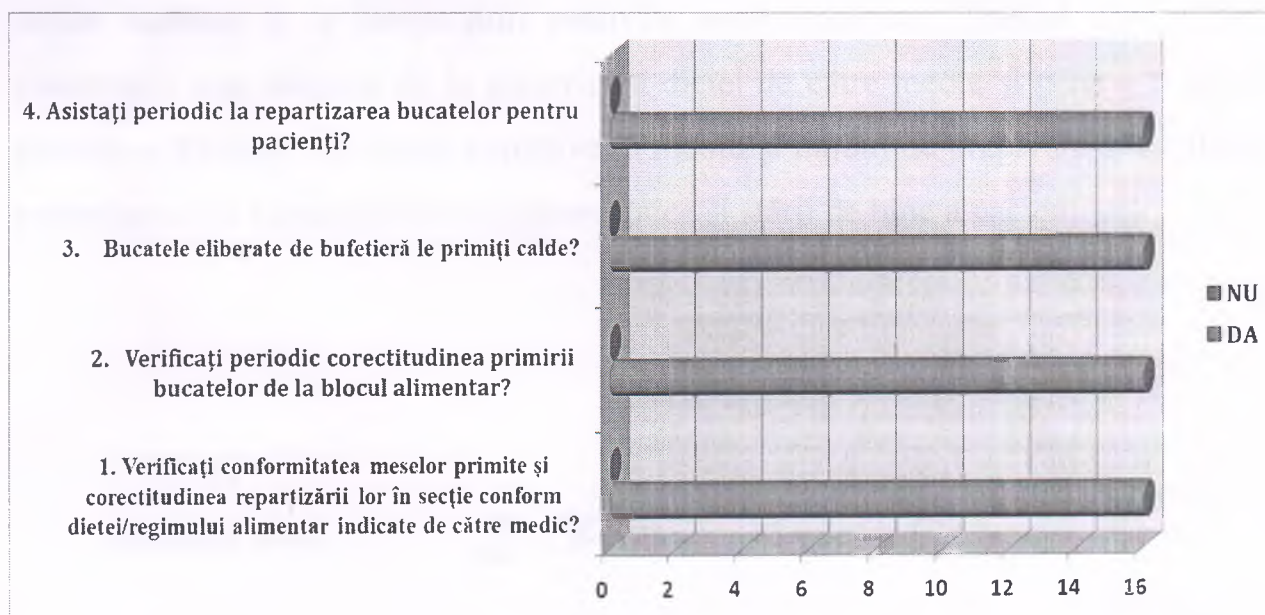 4. Asistați periodic la repartizarea bucatelor pentru
pacienți?
3. Bucatele eliberate de bufetieră le primiți calde?
2. Verificați periodic corectitudinea primirii
bucatelor de la blocul alimentar?
1. Verificați conformitatea meselor primite și
corectitudinea repartizării lor în secție conform
dietei/regimului alimentar indicate de către medic?
NU
DA
0 2 4 6 8 10 12 14 16